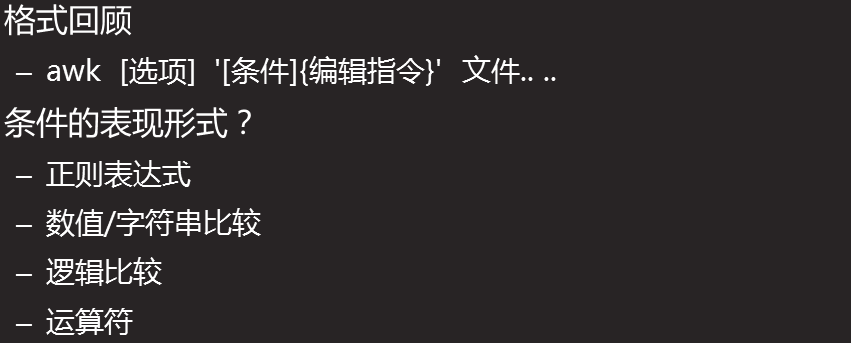 格式回顾
– awk [选项] '[条件]{编辑指令}' 文件.. ..
条件的表现形式？
– 正则表达式
– 数值/字符串比较
– 逻辑比较
– 运算符